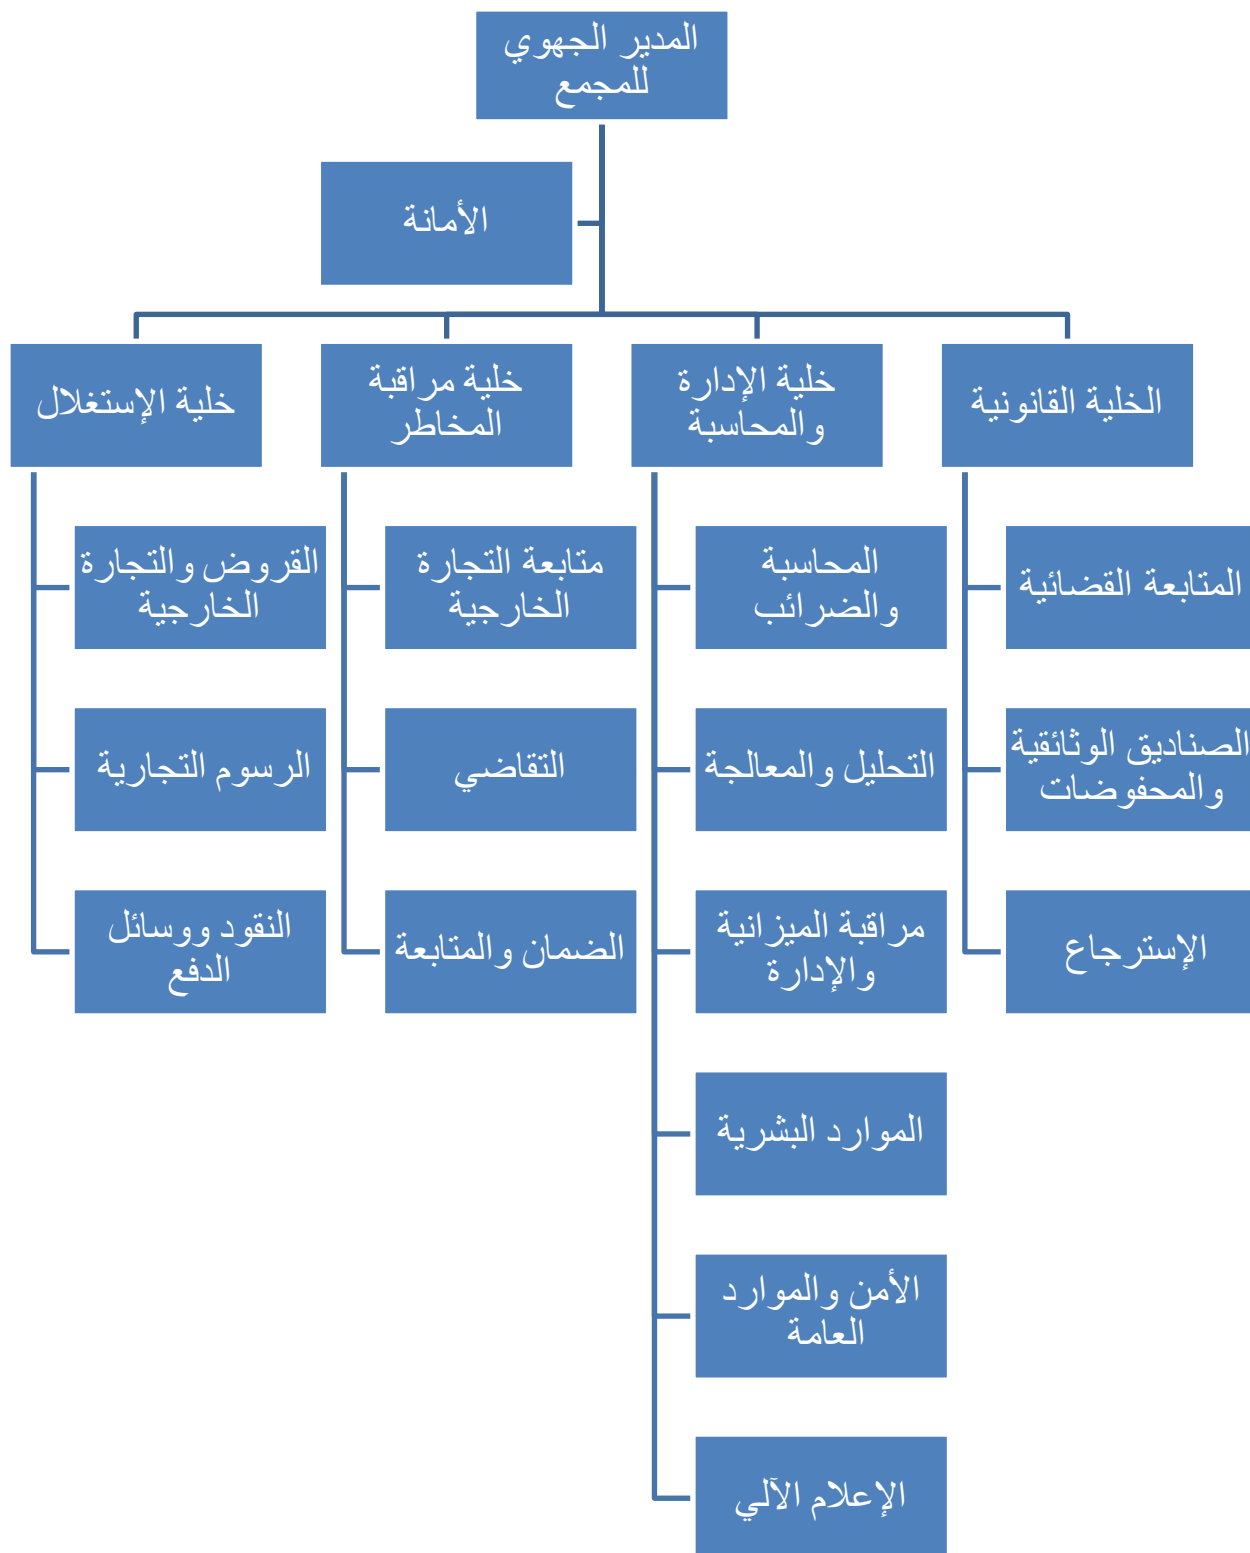 المدير الجهوي
للمجمع
الأمانة
الخلية القانونية
خلية الإدارة
والمحاسبة
خلية مراقبة
المخاطر
خلية الإستغلال
المتابعة القضائية
الصناديق الوثائقية
والمحفوضات
الإسترجاع
المحاسبة
والضرائب
التحليل والمعالجة
مراقبة الميزانية
والإدارة
الموارد البشرية
الأمن والموارد
العامة
الإعلام الآلي
متابعة التجارة
الخارجية
التقاضي
الضمان والمتابعة
القروض والتجارة
الخارجية
الرسوم التجارية
النقود ووسائل
الدفع